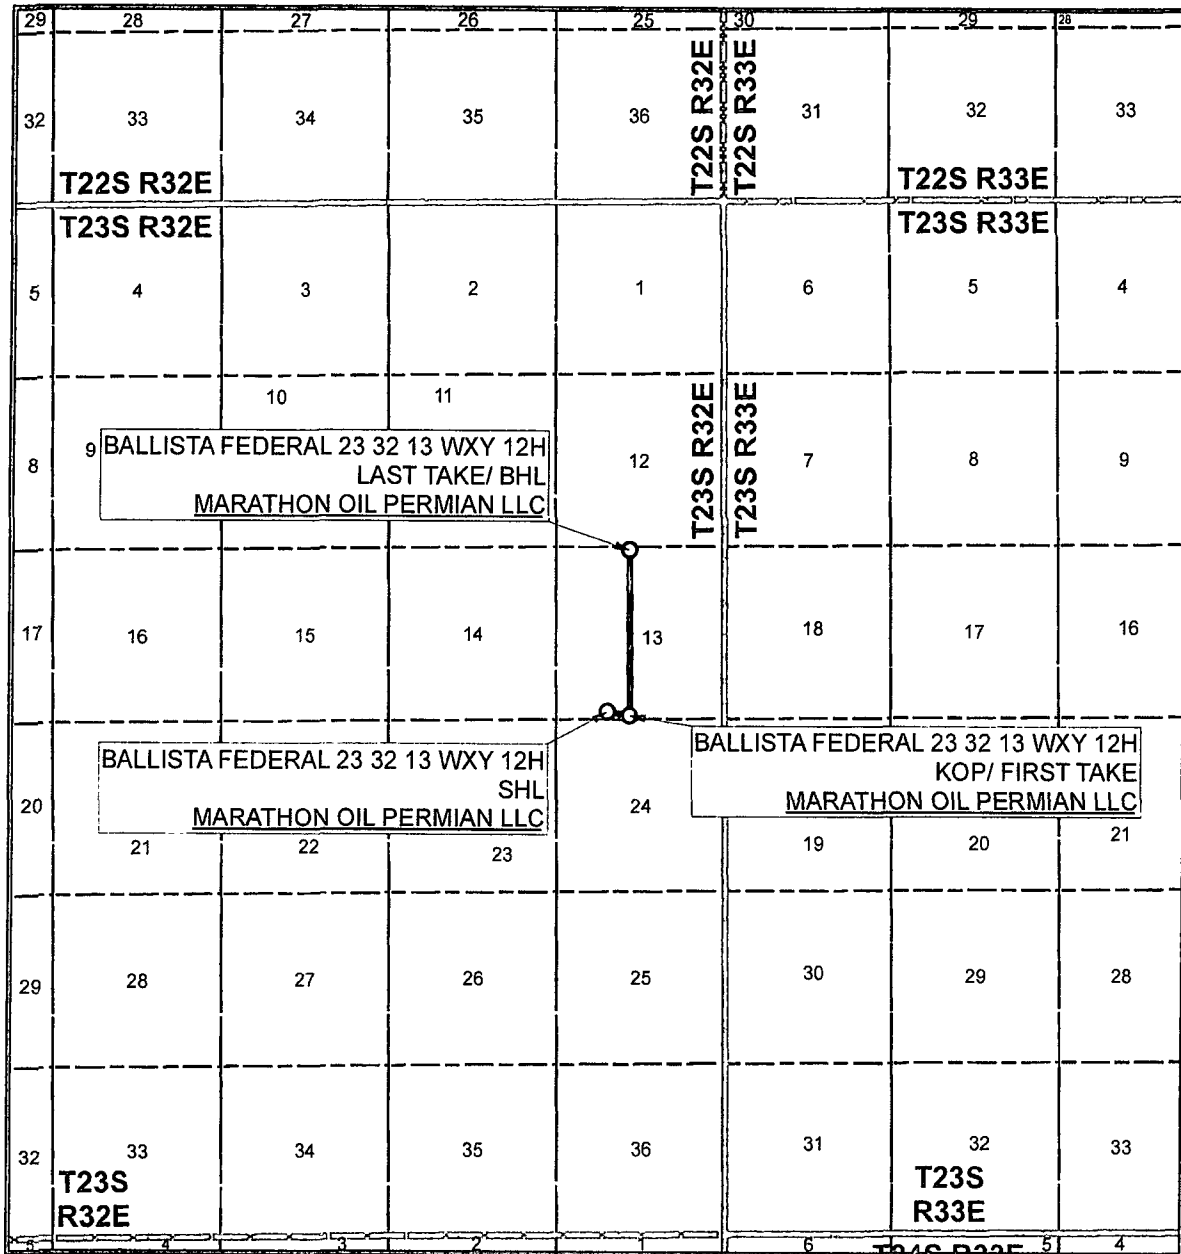 29 28 27 26 25 30 29 28
T22S R32E
T22S R33E
32 33 34 35 36 31 32 33
T22S R32E
T22S R33E
T23S R32E
T23S R33E
5 4 3 2 1 6 5 4
T23S R32E
T23S R33E
10 11
8 9 12 7 8 9
BALLISTA FEDERAL 23 32 13 WXY 12H
LAST TAKE/ BHL
MARATHON OIL PERMIAN LLC
17 16 15 14 13 18 17 16
BALLISTA FEDERAL 23 32 13 WXY 12H
SHL
MARATHON OIL PERMIAN LLC
BALLISTA FEDERAL 23 32 13 WXY 12H
KOP/ FIRST TAKE
MARATHON OIL PERMIAN LLC
20 24
21 22 23 19 20 21
29 28 27 26 25 30 29 28
32 33 34 35 36 31 32 33
T23S
R32E
T23S
R33E
5 4 3 2 1 6 5 4